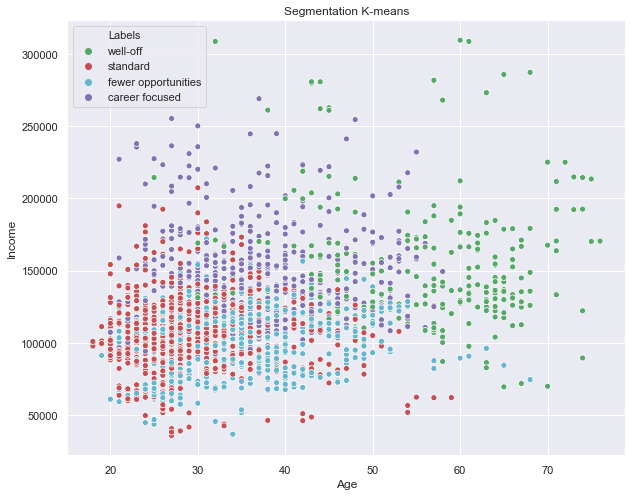 Segmentation K-means
Labels
well-off
standard
fewer opportunities
career focused
300000
250000
200000
150000
100000
50000
Income
20 30 40 50 60 70
Age